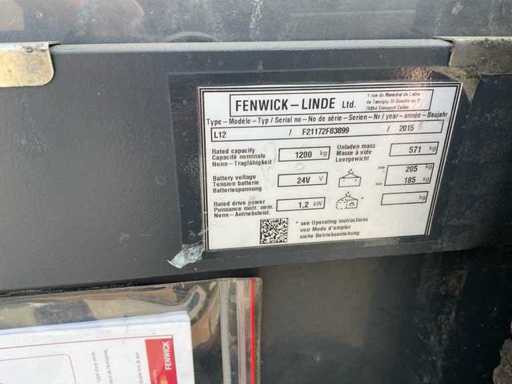 FENWICK-LINDE Ltd.
Type - Modèle - Typ / Serial no - No de série - Serien - Nr / year - année - Baujahr
L12 / F21172F03099 / 2015
Rated capacity
Capacité nominale
Nenn - Tragfähigkeit
1200 kg
Unladen mass
Masse à vide
Leergewicht
571 kg
Battery voltage
Tension batterie
Batteriespannung
24V V
205 kg
185 kg
Rated drive power
Puissance mot. nom.
Nenn - Antriebsleist.
1,2 kW
kg
* see Operating instructions
voir Mode d'emploi
siehe Betriebsanleitung
FENWICK